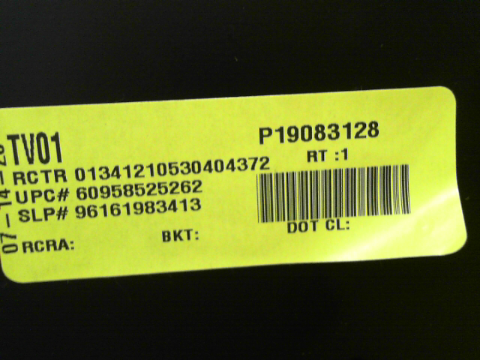 TV01
P19083128
RCTR 01341210530404372
RT :1
UPC# 60958525262
SLP# 96161983413
RCRA:
BKT:
DOT CL: